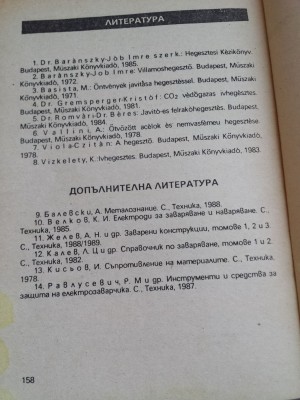 ЛИТЕРАТУРА
1. Dr. Baránszky Jób Imre szerk: Hegesztesi Kézikönyv.
Budapest, Műszaki Könyvkiadó, 1985.
2. Baránszky Jób Imre: Villamoshegesztő. Budapest, Műszaki
Könyvkiadó, 1972.
3. Basista, M.: Öntvények javítása hegesztéssel. Budapest, Műszaki
Könyvkiadó, 1971.
4. Dr. Gremsperger Kristóf: CO₂ védőgázas ívhegesztés.
Budapest, Műszaki Könyvkiadó, 1981.
5. Dr. Romvári Dr. Béres: Javító-es felrakóhegesztés. Budapest,
Műszaki Könyvkiadó, 1984.
6. Vallini, A.: Ötvözött acélok és nemvasfémeu hegesztése.
Budapest, Műszaki Könyvkiadó, 1978.
7. Viola Czitán: A hegesztő. Budapest, Műszaki Könyvkiadó, 1983.
1978.
8. Vizkelety, K: Ivhegesztes. Budapest, Műszaki Könyvkiadó, 1983.
ДОПЪЛНИТЕЛНА ЛИТЕРАТУРА
9. Балевски, А. Металознание. С., Техника, 1988.
10. Велков, К. И. Електроди за заваряване и наваряване. С.,
Техника, 1985.
11. Желев, А. Н и др. Заварени конструкции, томове 1, 2 и 3.
С., Техника, 1988/1989.
12. Калев, Л. Ц и др. Справочник по заваряване, томове 1 и 2.
С., Техника, 1982.
13. Кисьов, И. Съпротивление на материалите. С., Техника,
1978.
14. Равлусевич, Р. М и др. Инструменти и средства за
защита на електрозаварчика. С., Техника, 1987.
158